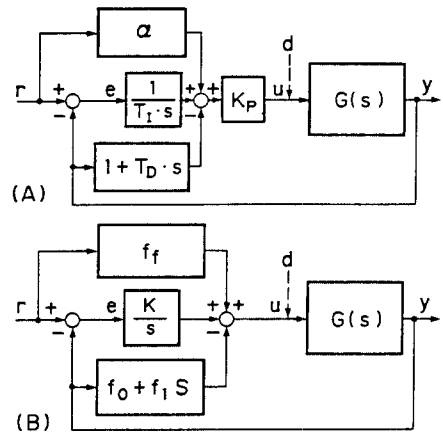 α
d
r + e 1 + + + u y
− T_I·s − K_P G(s)
1 + T_D·s
(A)
f_f
d
r + e K + + u y
− s − G(s)
f_0 + f_1 S
(B)